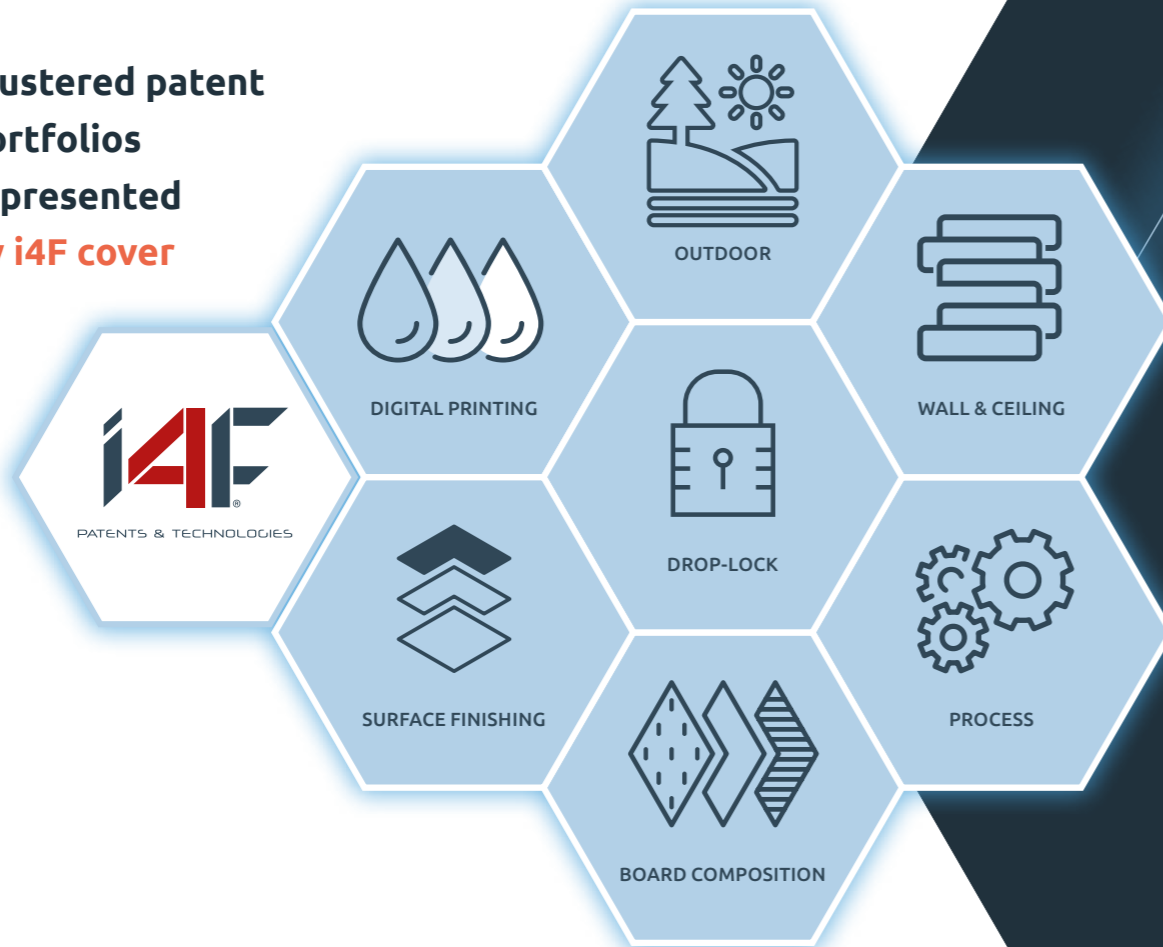 ustered patent
ortfolios
presented
i4F cover
OUTDOOR
DIGITAL PRINTING
WALL & CEILING
i4F®
PATENTS & TECHNOLOGIES
DROP-LOCK
SURFACE FINISHING
PROCESS
BOARD COMPOSITION